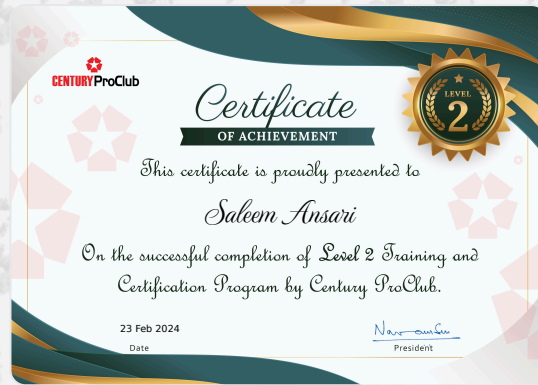 CENTURY ProClub
Certificate
OF ACHIEVEMENT
LEVEL
2
This certificate is proudly presented to
Saleem Ansari
On the successful completion of Level 2 Training and
Certification Program by Century ProClub.
23 Feb 2024
Date
President